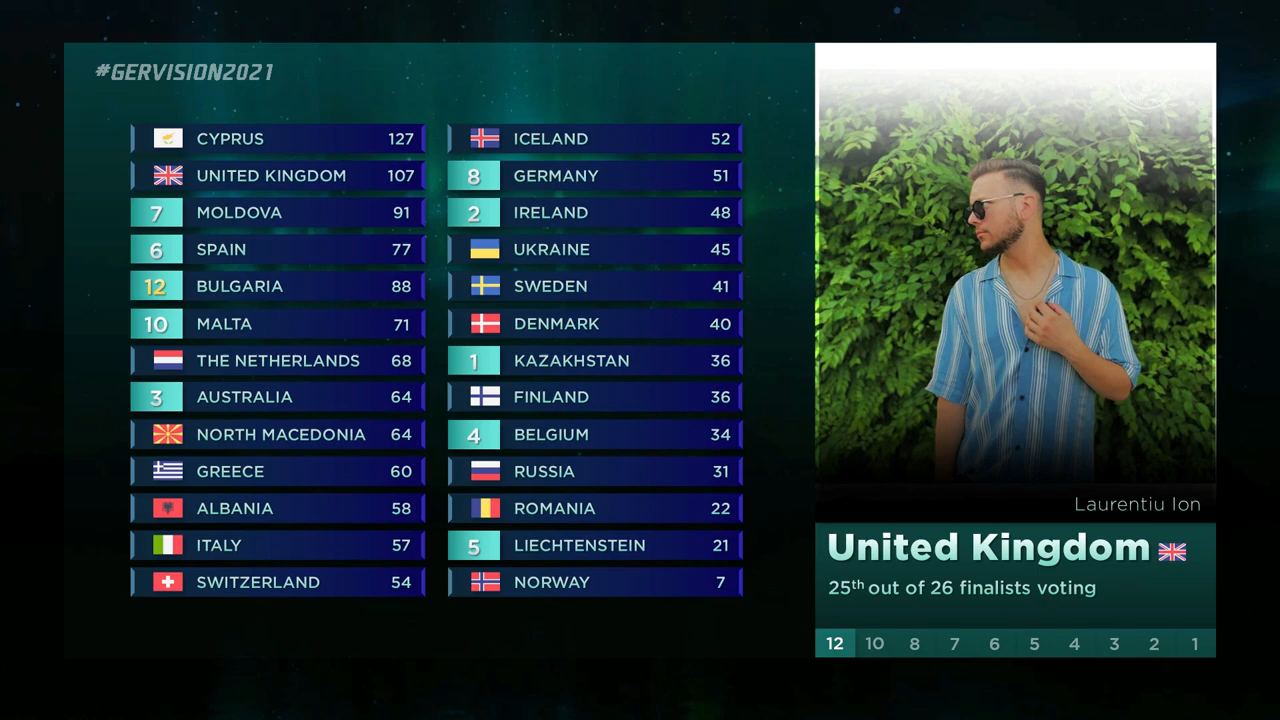 #GERVISION2021
CYPRUS 127
UNITED KINGDOM 107
7 MOLDOVA 91
6 SPAIN 77
12 BULGARIA 88
10 MALTA 71
THE NETHERLANDS 68
3 AUSTRALIA 64
NORTH MACEDONIA 64
GREECE 60
ALBANIA 58
ITALY 57
SWITZERLAND 54
ICELAND 52
8 GERMANY 51
2 IRELAND 48
UKRAINE 45
SWEDEN 41
DENMARK 40
1 KAZAKHSTAN 36
FINLAND 36
4 BELGIUM 34
RUSSIA 31
ROMANIA 22
5 LIECHTENSTEIN 21
NORWAY 7
Laurentiu Ion
United Kingdom
25th out of 26 finalists voting
12 10 8 7 6 5 4 3 2 1